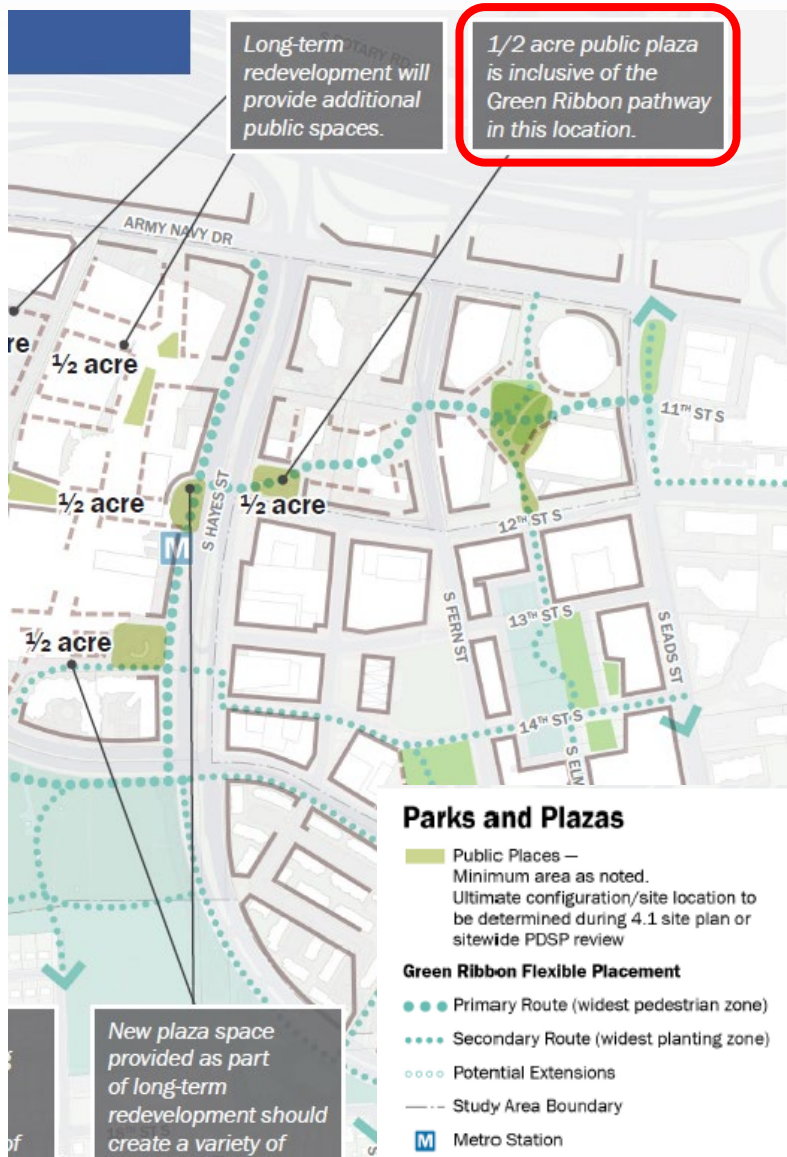 Long-term
redevelopment will
provide additional
public spaces.
1/2 acre public plaza
is inclusive of the
Green Ribbon pathway
in this location.
ARMY NAVY DR
re
½ acre
11TH ST S
½ acre
½ acre
S HAYES ST
12TH ST S
M
S FERN ST
13TH ST S
S EADS ST
½ acre
14TH ST S
S ELM
Parks and Plazas
Public Places —
Minimum area as noted.
Ultimate configuration/site location to
be determined during 4.1 site plan or
sitewide PDSP review
Green Ribbon Flexible Placement
Primary Route (widest pedestrian zone)
Secondary Route (widest planting zone)
Potential Extensions
Study Area Boundary
M Metro Station
g
of
New plaza space
provided as part
of long-term
redevelopment should
create a variety of